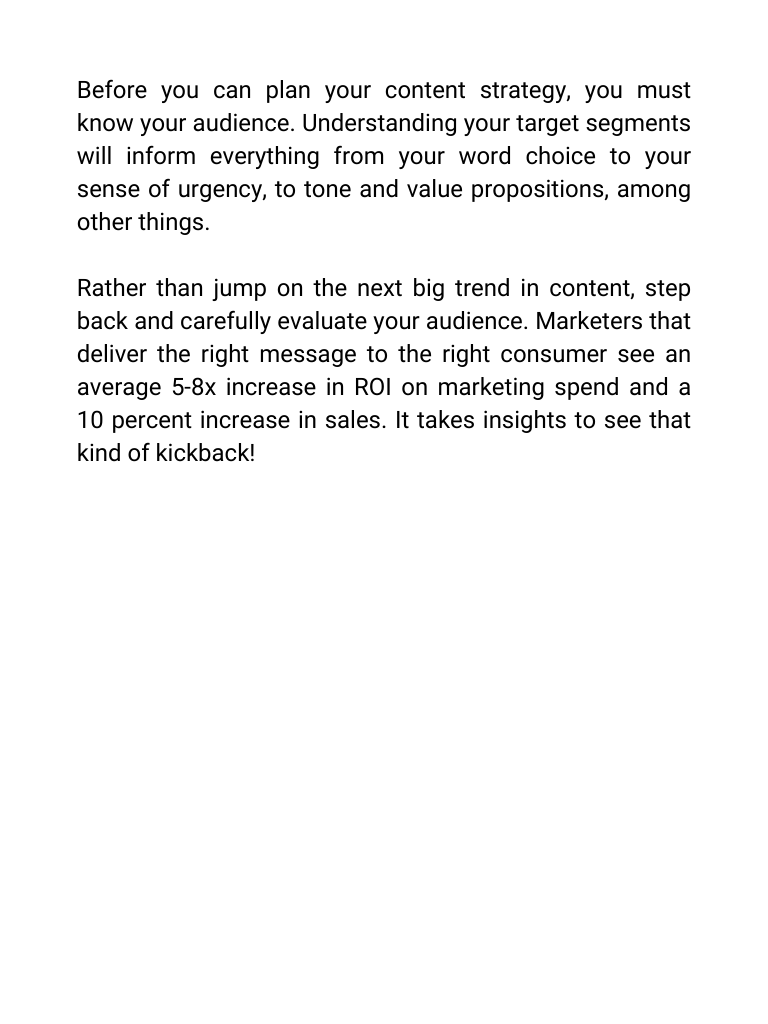 Before you can plan your content strategy, you must
know your audience. Understanding your target segments
will inform everything from your word choice to your
sense of urgency, to tone and value propositions, among
other things.
Rather than jump on the next big trend in content, step
back and carefully evaluate your audience. Marketers that
deliver the right message to the right consumer see an
average 5-8x increase in ROI on marketing spend and a
10 percent increase in sales. It takes insights to see that
kind of kickback!